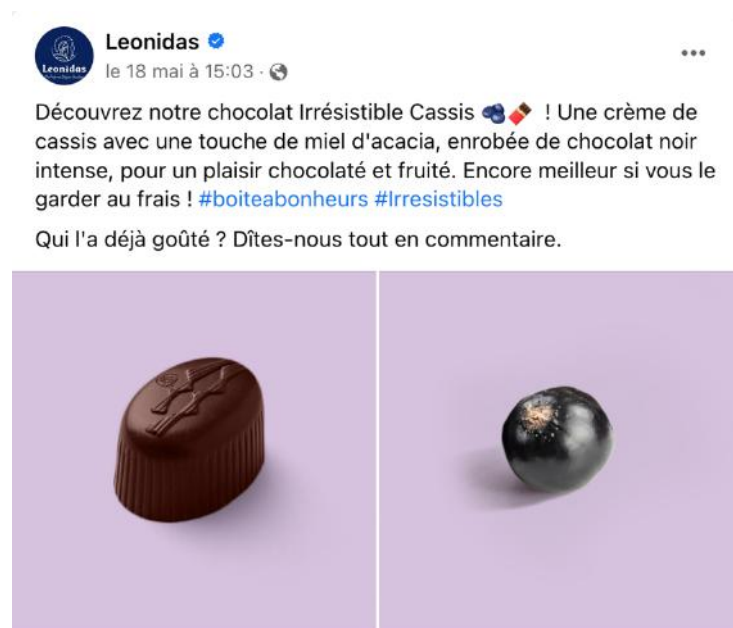 Leonidas
Leonidas
le 18 mai à 15:03 ·
Découvrez notre chocolat Irrésistible Cassis 🫐🍫 ! Une crème de
cassis avec une touche de miel d'acacia, enrobée de chocolat noir
intense, pour un plaisir chocolaté et fruité. Encore meilleur si vous le
garder au frais ! #boiteabonheurs #Irresistibles
Qui l'a déjà goûté ? Dîtes-nous tout en commentaire.